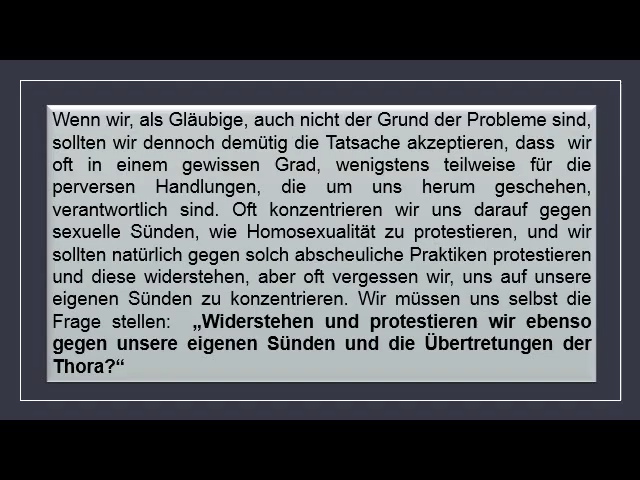 Wenn wir, als Gläubige, auch nicht der Grund der Probleme sind,
sollten wir dennoch demütig die Tatsache akzeptieren, dass wir
oft in einem gewissen Grad, wenigstens teilweise für die
perversen Handlungen, die um uns herum geschehen,
verantwortlich sind. Oft konzentrieren wir uns darauf gegen
sexuelle Sünden, wie Homosexualität zu protestieren, und wir
sollten natürlich gegen solch abscheuliche Praktiken protestieren
und diese widerstehen, aber oft vergessen wir, uns auf unsere
eigenen Sünden zu konzentrieren. Wir müssen uns selbst die
Frage stellen: „Widerstehen und protestieren wir ebenso
gegen unsere eigenen Sünden und die Übertretungen der
Thora?“